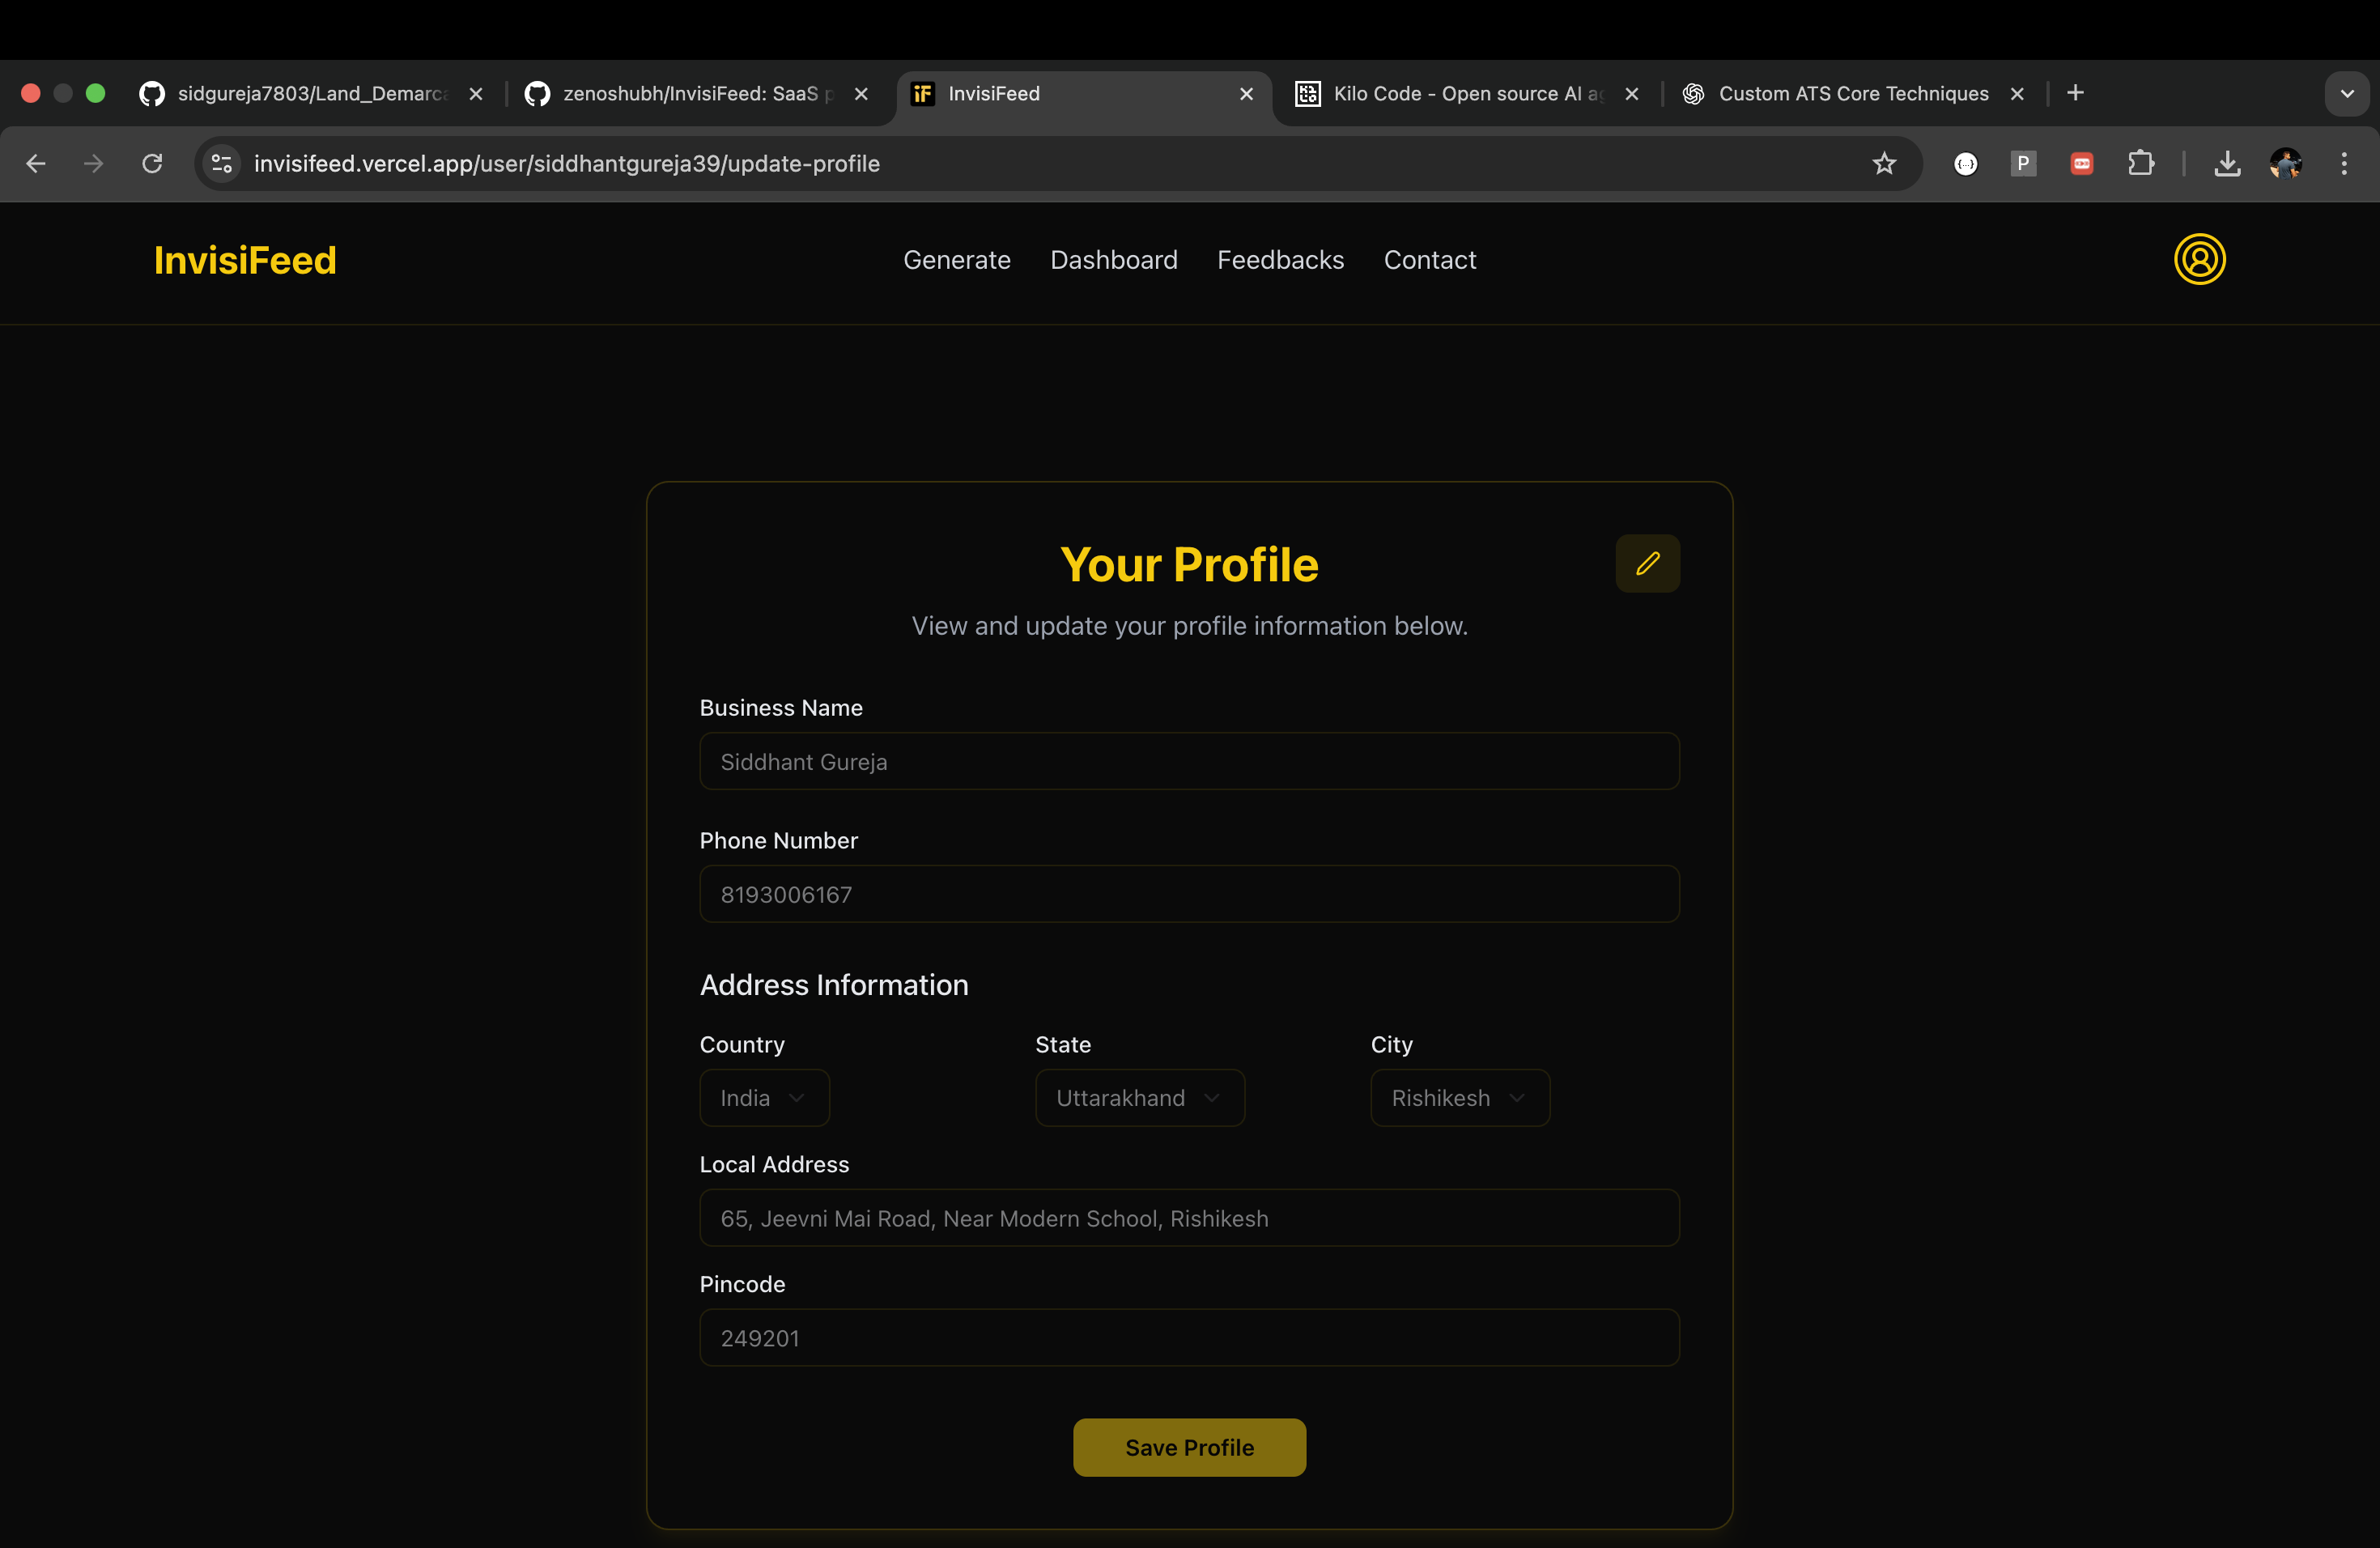 sidgureja7803/Land_Demarca
zenoshubh/InvisiFeed: SaaS p
InvisiFeed
Kilo Code - Open source AI ag
Custom ATS Core Techniques
invisifeed.vercel.app/user/siddhantgureja39/update-profile
InvisiFeed
Generate Dashboard Feedbacks Contact
Your Profile
View and update your profile information below.
Business Name
Siddhant Gureja
Phone Number
8193006167
Address Information
Country State City
India Uttarakhand Rishikesh
Local Address
65, Jeevni Mai Road, Near Modern School, Rishikesh
Pincode
249201
Save Profile